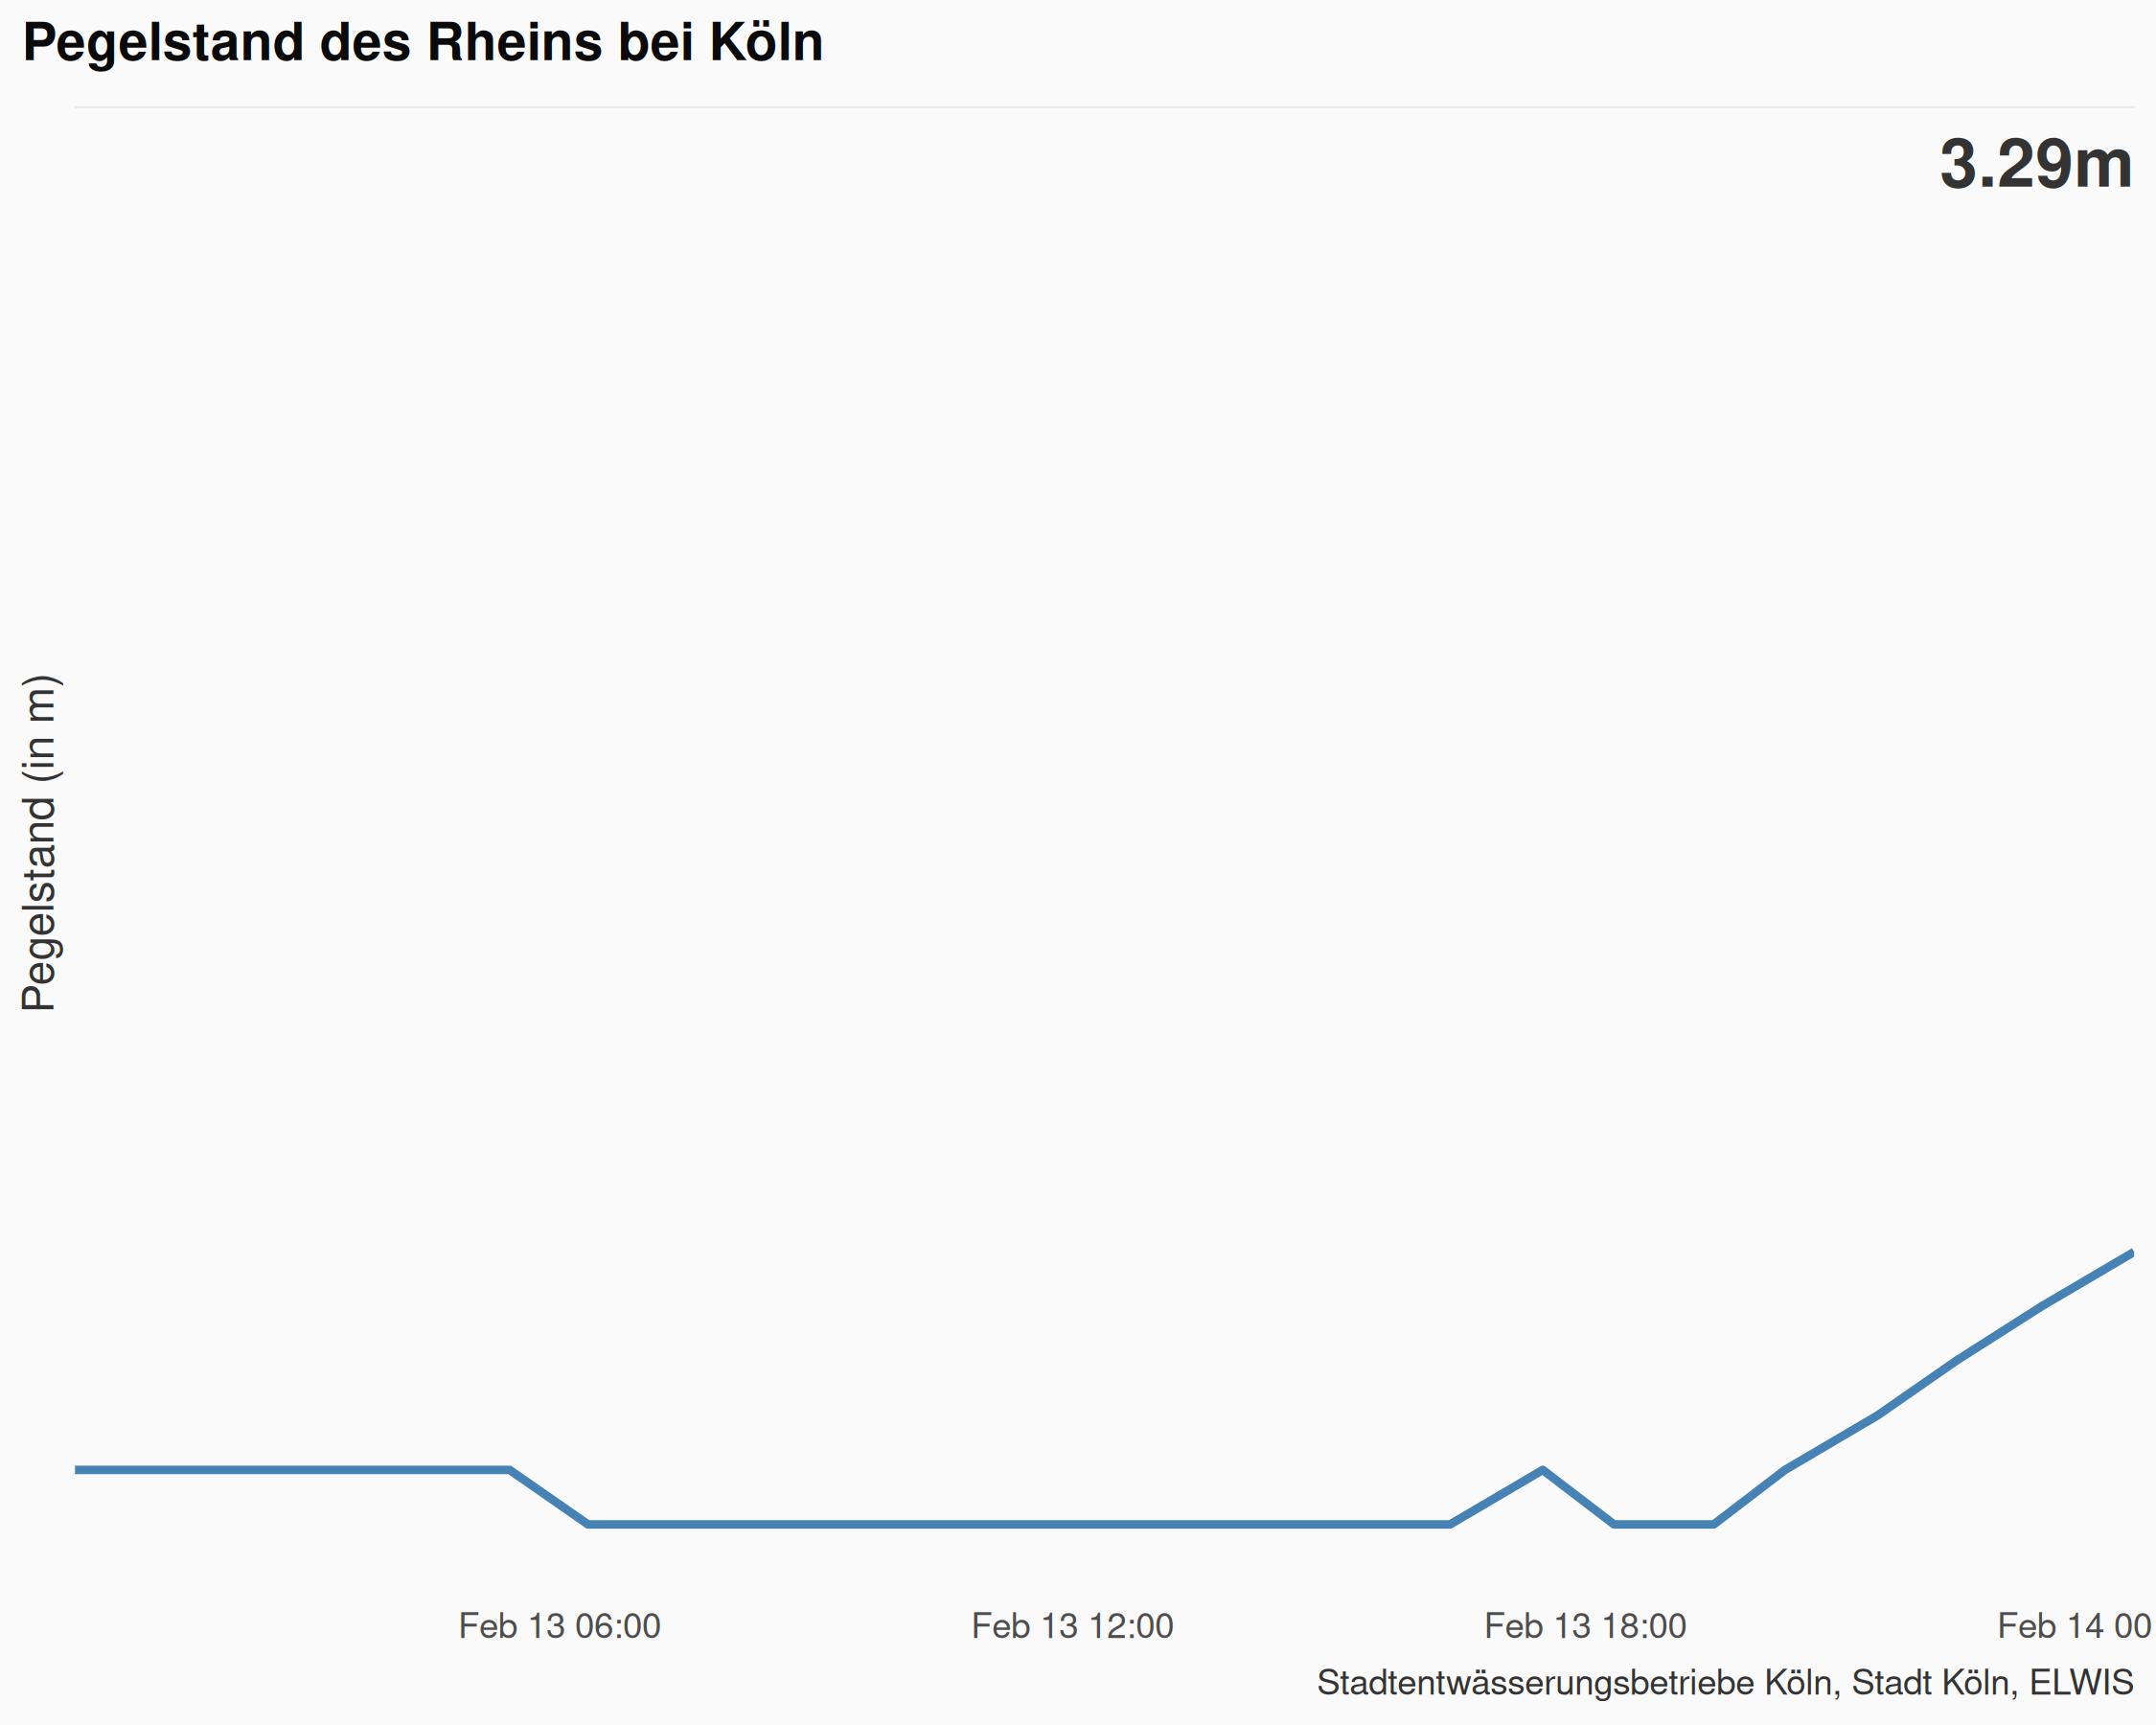 Pegelstand des Rheins bei Köln
3.29m
Pegelstand (in m)
Feb 13 06:00
Feb 13 12:00
Feb 13 18:00
Feb 14 00
Stadtentwässerungsbetriebe Köln, Stadt Köln, ELWIS